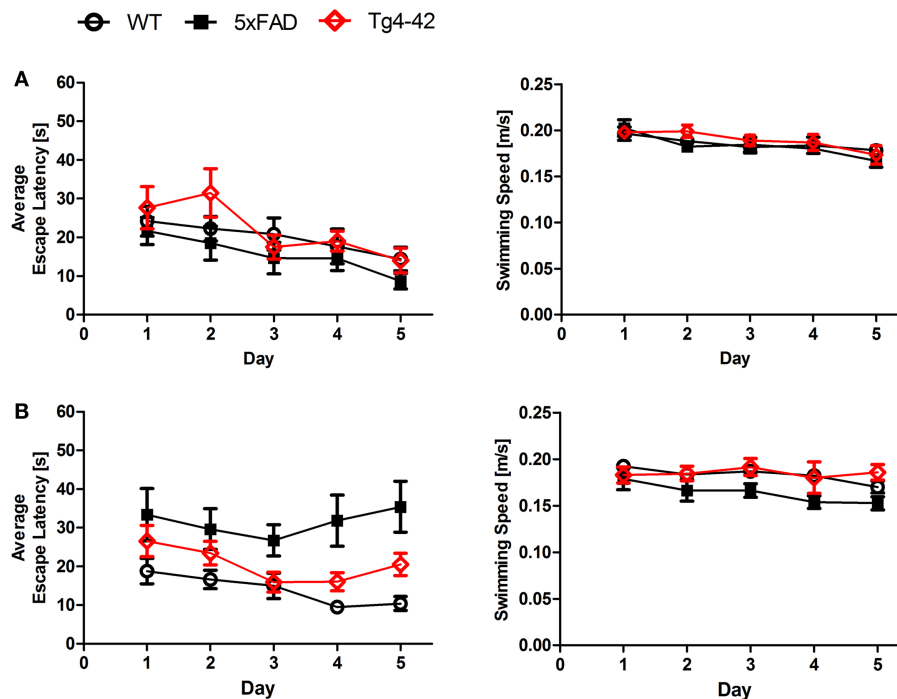 WT 5xFAD Tg4-42
A
Average
Escape Latency [s]
60
50
40
30
20
10
0
0 1 2 3 4 5
Day
Swimming Speed [m/s]
0.25
0.20
0.15
0.10
0.05
0.00
0 1 2 3 4 5
Day
B
Average
Escape Latency [s]
60
50
40
30
20
10
0
0 1 2 3 4 5
Day
Swimming Speed [m/s]
0.25
0.20
0.15
0.10
0.05
0.00
0 1 2 3 4 5
Day